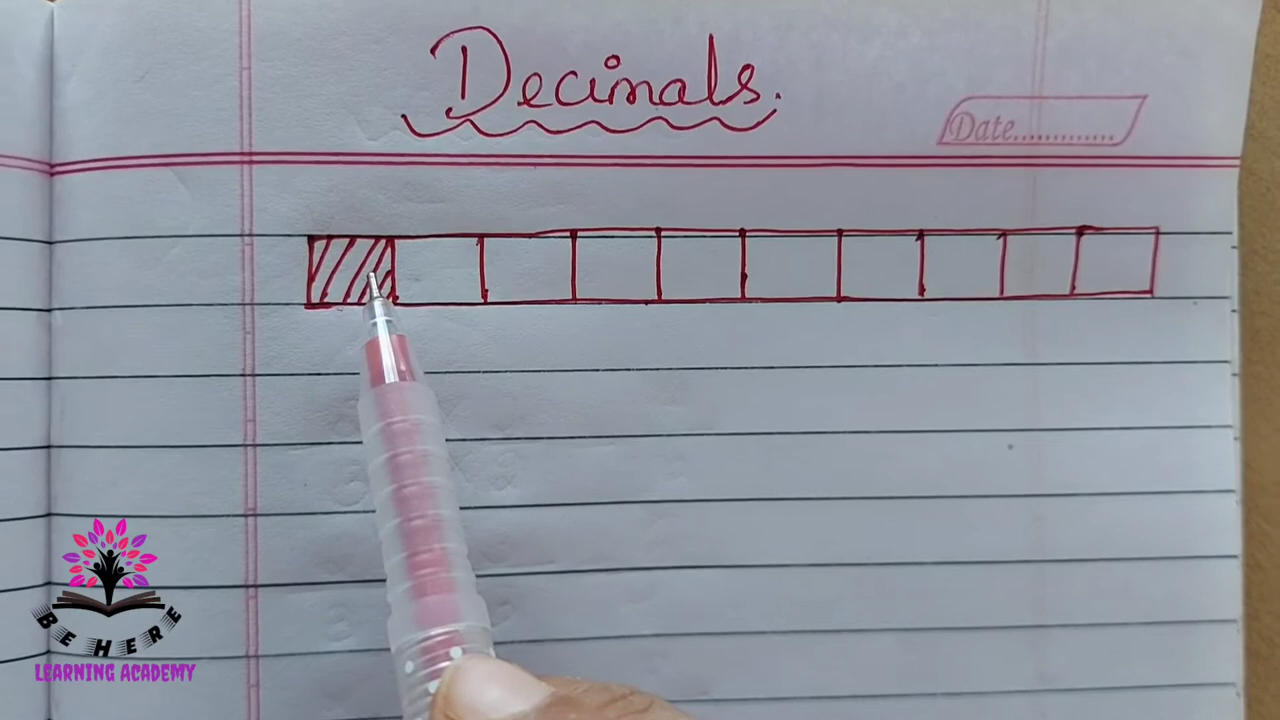 Decimals.
Date.............
BE HERE
LEARNING ACADEMY